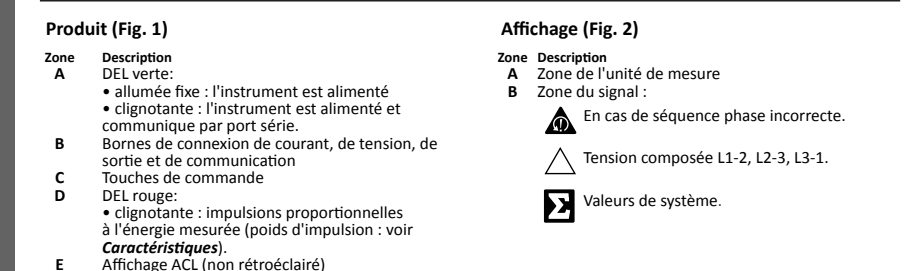 Produit (Fig. 1)
Zone Description
A DEL verte:
• allumée fixe : l'instrument est alimenté
• clignotante : l'instrument est alimenté et
communique par port série.
B Bornes de connexion de courant, de tension, de
sortie et de communication
C Touches de commande
D DEL rouge:
• clignotante : impulsions proportionnelles
à l'énergie mesurée (poids d'impulsion : voir
Caractéristiques).
E Affichage ACL (non rétroéclairé)
Affichage (Fig. 2)
Zone Description
A Zone de l'unité de mesure
B Zone du signal :
En cas de séquence phase incorrecte.
Tension composée L1-2, L2-3, L3-1.
Σ Valeurs de système.